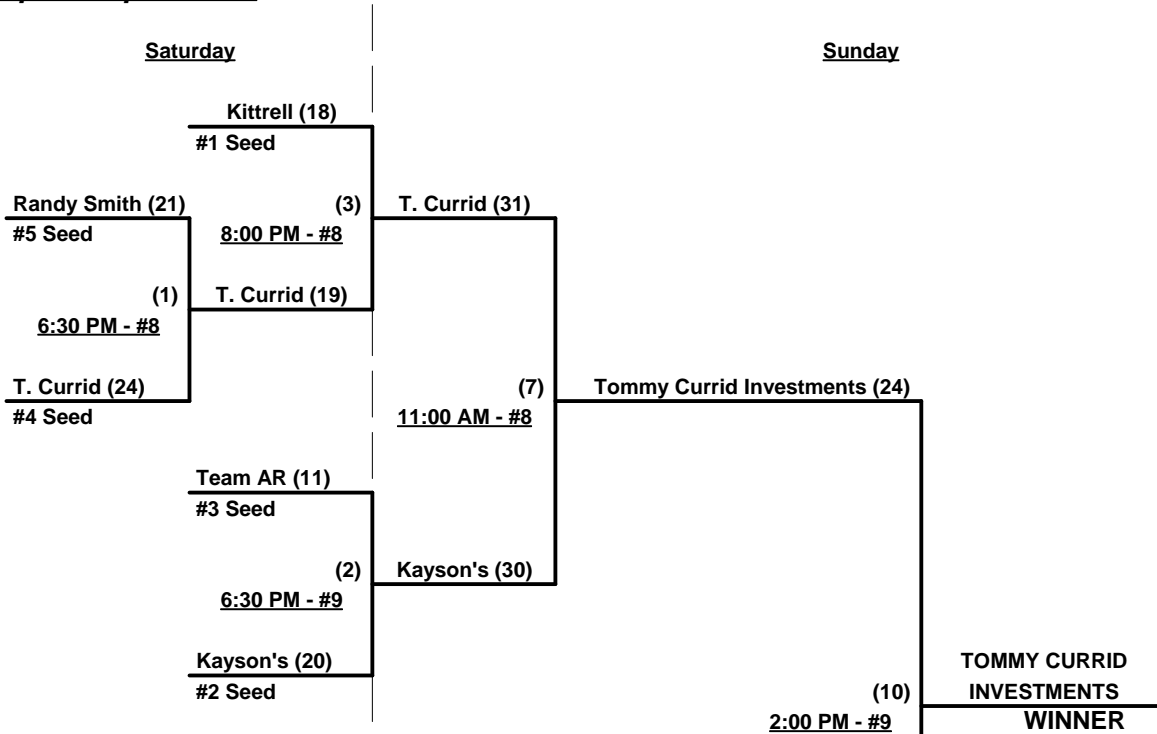 Saturday
Sunday
Kittrell (18)
#1 Seed
Randy Smith (21)
#5 Seed
(3)
8:00 PM - #8
T. Currid (31)
(1)
6:30 PM - #8
T. Currid (19)
T. Currid (24)
#4 Seed
(7)
11:00 AM - #8
Tommy Currid Investments (24)
Team AR (11)
#3 Seed
(2)
6:30 PM - #9
Kayson's (30)
Kayson's (20)
#2 Seed
(10)
2:00 PM - #9
TOMMY CURRID
INVESTMENTS
WINNER